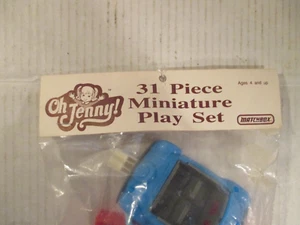 Oh
Jenny!
31 Piece
Miniature
Play Set
Ages 4 and up
MATCHBOX